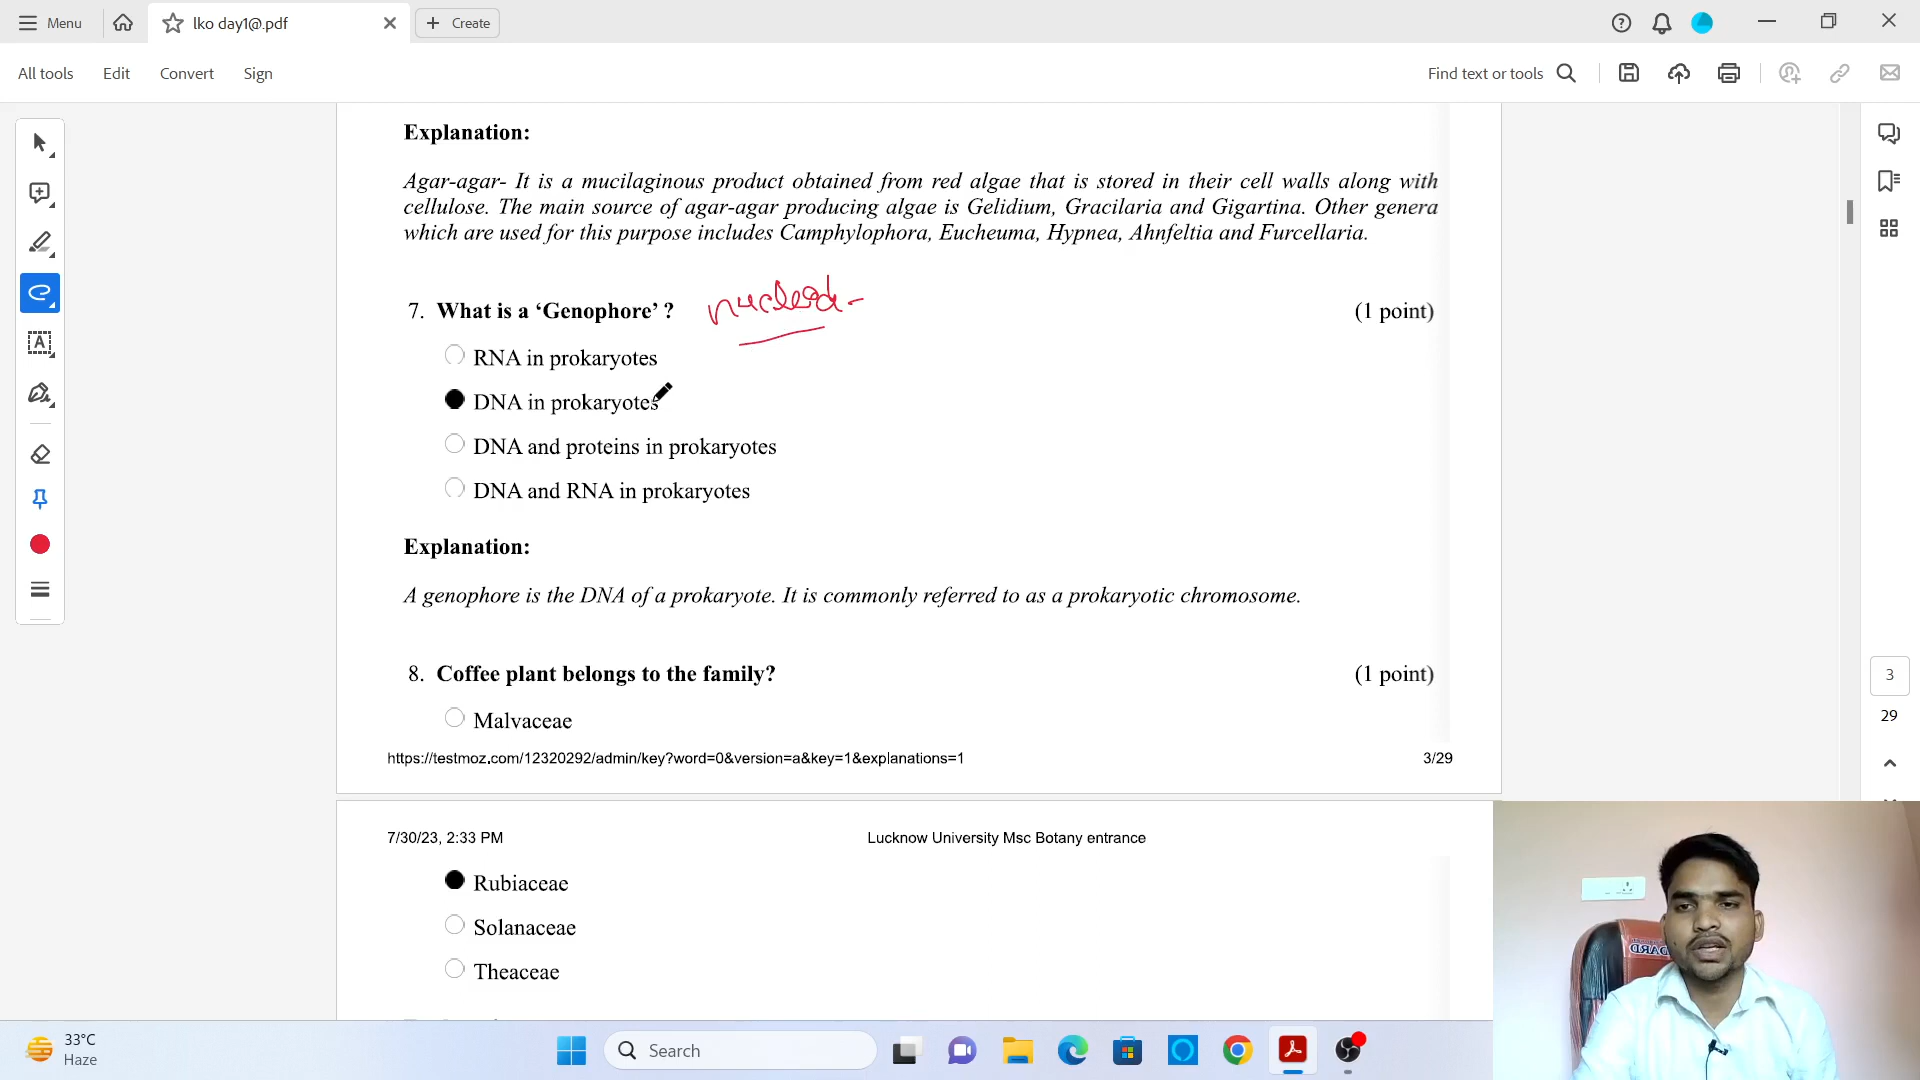 Menu
lko day1@.pdf
Create
All tools
Edit
Convert
Sign
Find text or tools
Explanation:
Agar-agar- It is a mucilaginous product obtained from red algae that is stored in their cell walls along with
cellulose. The main source of agar-agar producing algae is Gelidium, Gracilaria and Gigartina. Other genera
which are used for this purpose includes Camphylophora, Eucheuma, Hypnea, Ahnfeltia and Furcellaria.
7. What is a ‘Genophore’ ? (1 point)
RNA in prokaryotes
DNA in prokaryotes
DNA and proteins in prokaryotes
DNA and RNA in prokaryotes
Explanation:
A genophore is the DNA of a prokaryote. It is commonly referred to as a prokaryotic chromosome.
8. Coffee plant belongs to the family? (1 point)
Malvaceae
https://testmoz.com/12320292/admin/key?word=0&version=a&key=1&explanations=1 3/29
3
29
7/30/23, 2:33 PM Lucknow University Msc Botany entrance
Rubiaceae
Solanaceae
Theaceae
33°C
Haze
Search